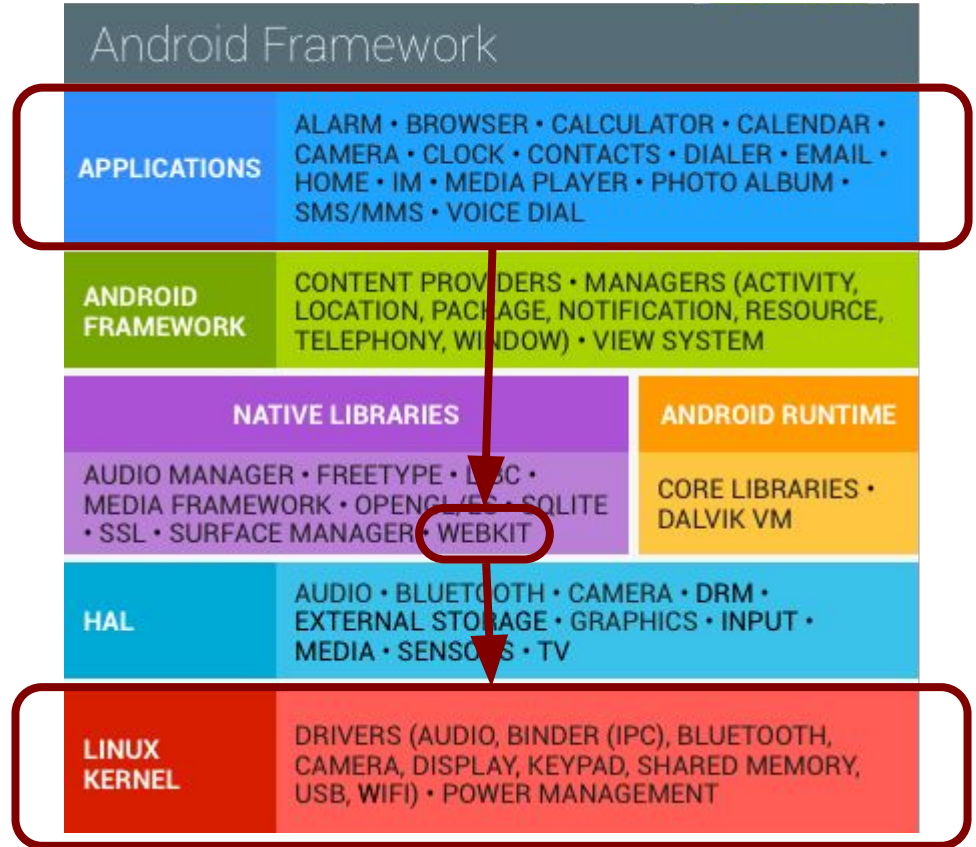 Android Framework
APPLICATIONS
ALARM • BROWSER • CALCULATOR • CALENDAR •
CAMERA • CLOCK • CONTACTS • DIALER • EMAIL •
HOME • IM • MEDIA PLAYER • PHOTO ALBUM •
SMS/MMS • VOICE DIAL
ANDROID
FRAMEWORK
CONTENT PROVIDERS • MANAGERS (ACTIVITY,
LOCATION, PACKAGE, NOTIFICATION, RESOURCE,
TELEPHONY, WINDOW) • VIEW SYSTEM
NATIVE LIBRARIES
AUDIO MANAGER • FREETYPE • LIBC •
MEDIA FRAMEWORK • OPENGL/ES • SQLITE
• SSL • SURFACE MANAGER • WEBKIT
ANDROID RUNTIME
CORE LIBRARIES •
DALVIK VM
HAL
AUDIO • BLUETOOTH • CAMERA • DRM •
EXTERNAL STORAGE • GRAPHICS • INPUT •
MEDIA • SENSORS • TV
LINUX
KERNEL
DRIVERS (AUDIO, BINDER (IPC), BLUETOOTH,
CAMERA, DISPLAY, KEYPAD, SHARED MEMORY,
USB, WIFI) • POWER MANAGEMENT